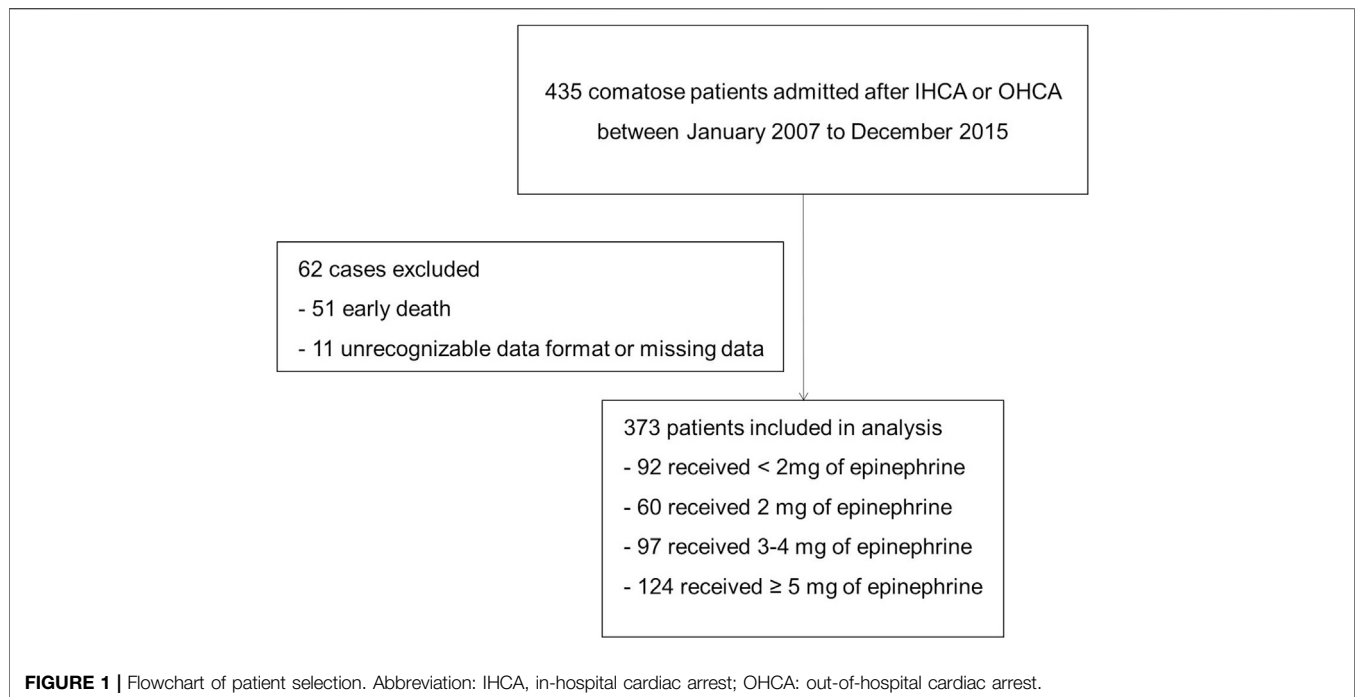 435 comatose patients admitted after IHCA or OHCA
between January 2007 to December 2015
62 cases excluded
- 51 early death
- 11 unrecognizable data format or missing data
373 patients included in analysis
- 92 received < 2mg of epinephrine
- 60 received 2 mg of epinephrine
- 97 received 3-4 mg of epinephrine
- 124 received ≥ 5 mg of epinephrine
FIGURE 1 | Flowchart of patient selection. Abbreviation: IHCA, in-hospital cardiac arrest; OHCA: out-of-hospital cardiac arrest.